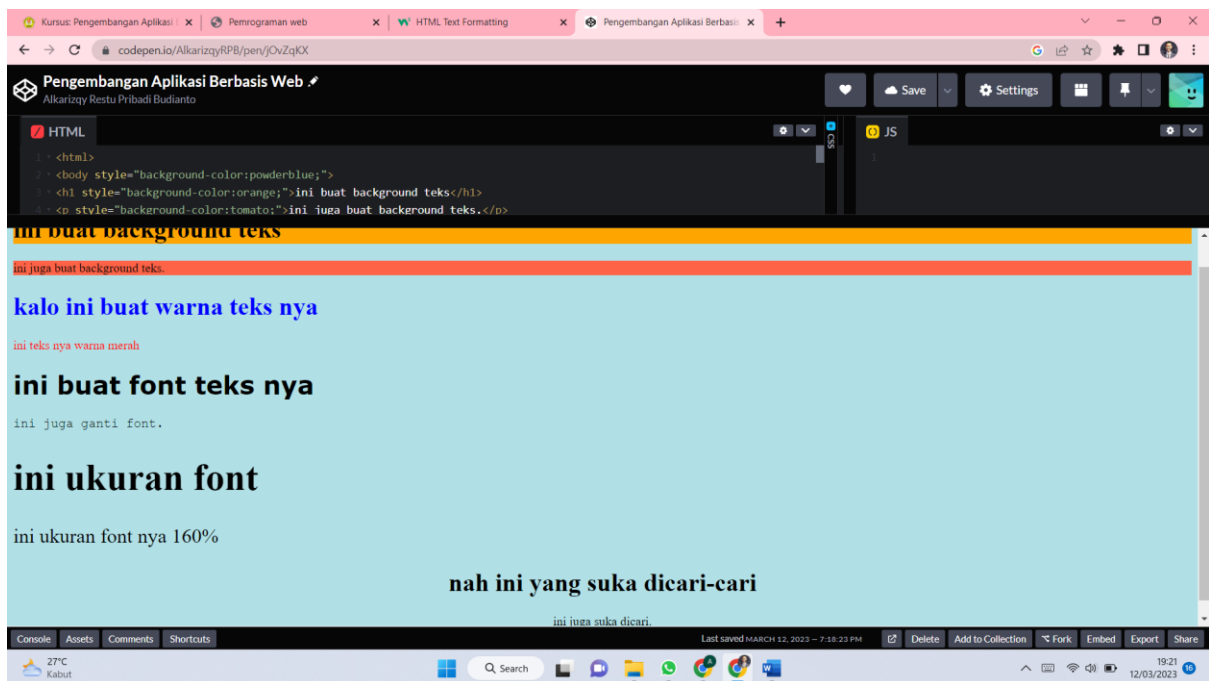 Kursus: Pengembangan Aplikasi
Pemrograman web
HTML Text Formatting
Pengembangan Aplikasi Berbasis
codepen.io/AlkarizqyRPB/pen/jOvZqKX
Pengembangan Aplikasi Berbasis Web
Alkarizqy Restu Pribadi Budianto
Save
Settings
HTML
CSS
JS
1 <html>
2 <body style="background-color:powderblue;">
3 <h1 style="background-color:orange;">ini buat background teks</h1>
4 <p style="background-color:tomato;">ini juga buat background teks.</p>
1
ini buat background teks
ini juga buat background teks.
kalo ini buat warna teks nya
ini teks nya warna merah
ini buat font teks nya
ini juga ganti font.
ini ukuran font
ini ukuran font nya 160%
nah ini yang suka dicari-cari
ini juga suka dicari.
Console Assets Comments Shortcuts
Last saved MARCH 12, 2023 — 7:18:23 PM
Delete Add to Collection Fork Embed Export Share
27°C
Kabut
Search
19:21
12/03/2023
16